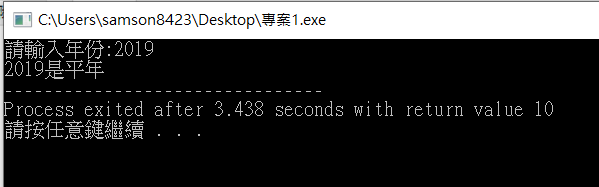 C:\Users\samson8423\Desktop\專案1.exe
請輸入年份:2019
2019是平年
--------------------------------
Process exited after 3.438 seconds with return value 10
請按任意鍵繼續 . . .